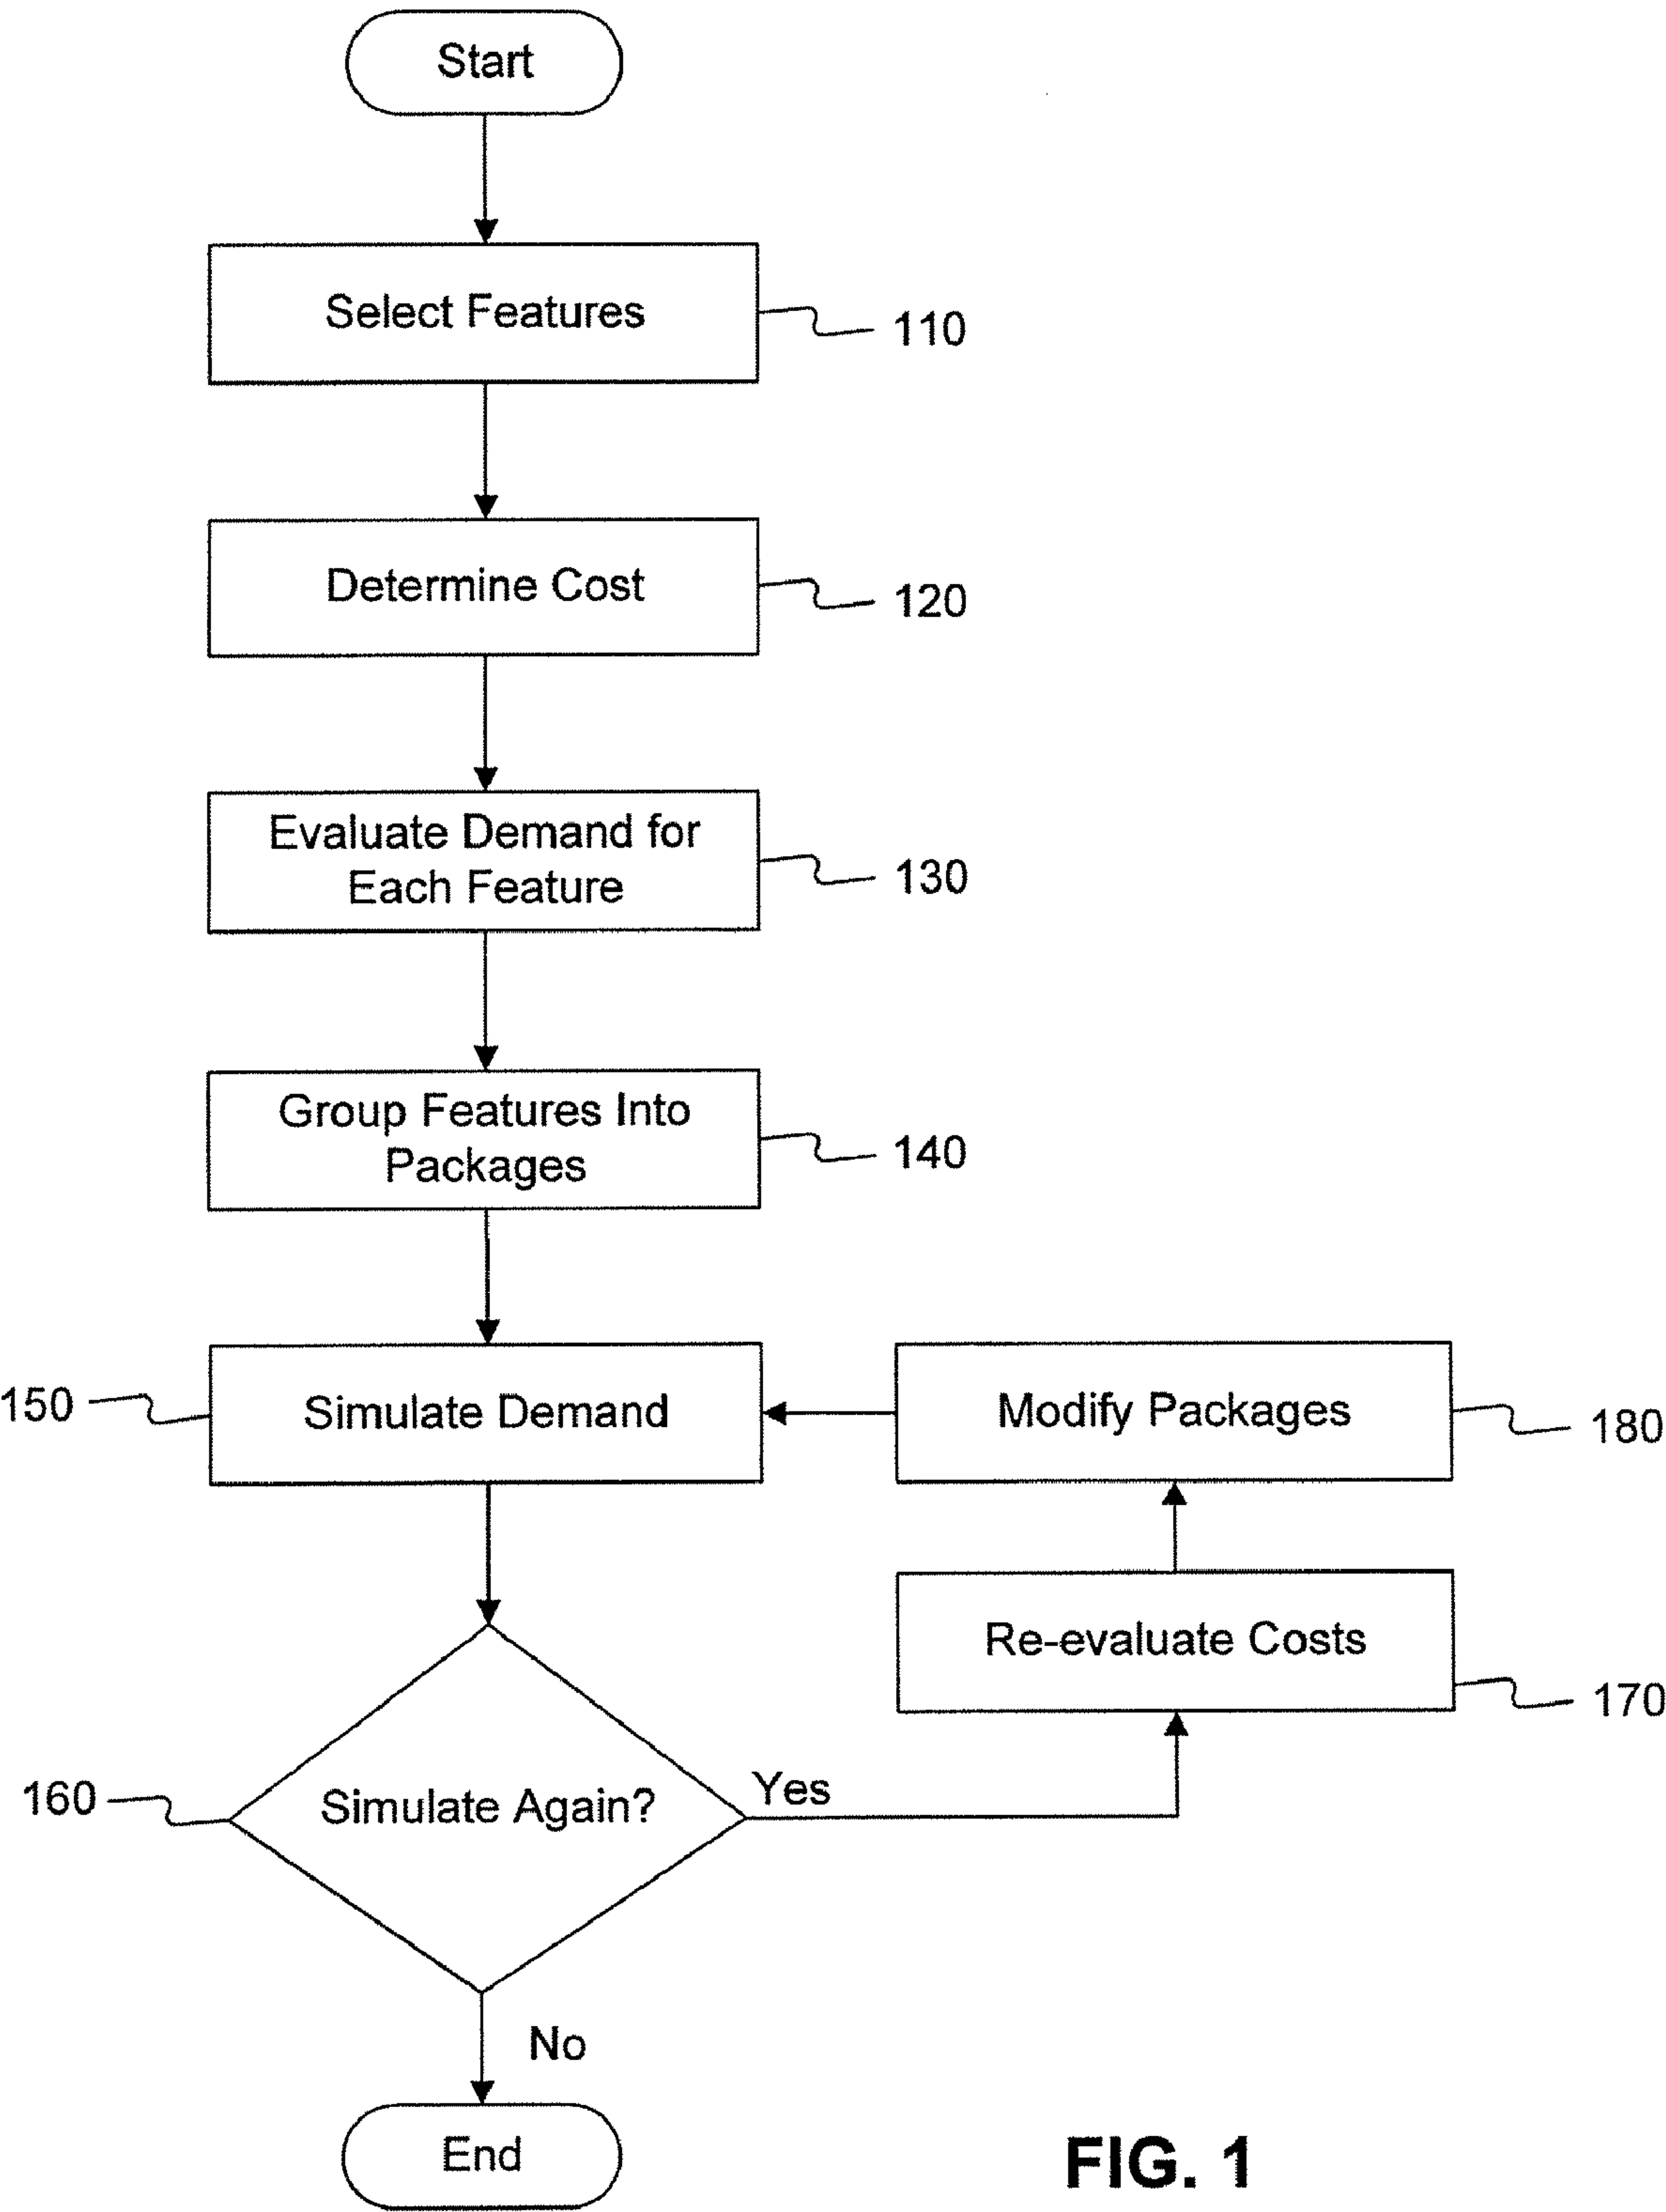 Start
Select Features
110
Determine Cost
120
Evaluate Demand for
Each Feature
130
Group Features Into
Packages
140
150
Simulate Demand
Modify Packages
180
Re-evaluate Costs
170
160
Simulate Again?
Yes
No
End
FIG. 1